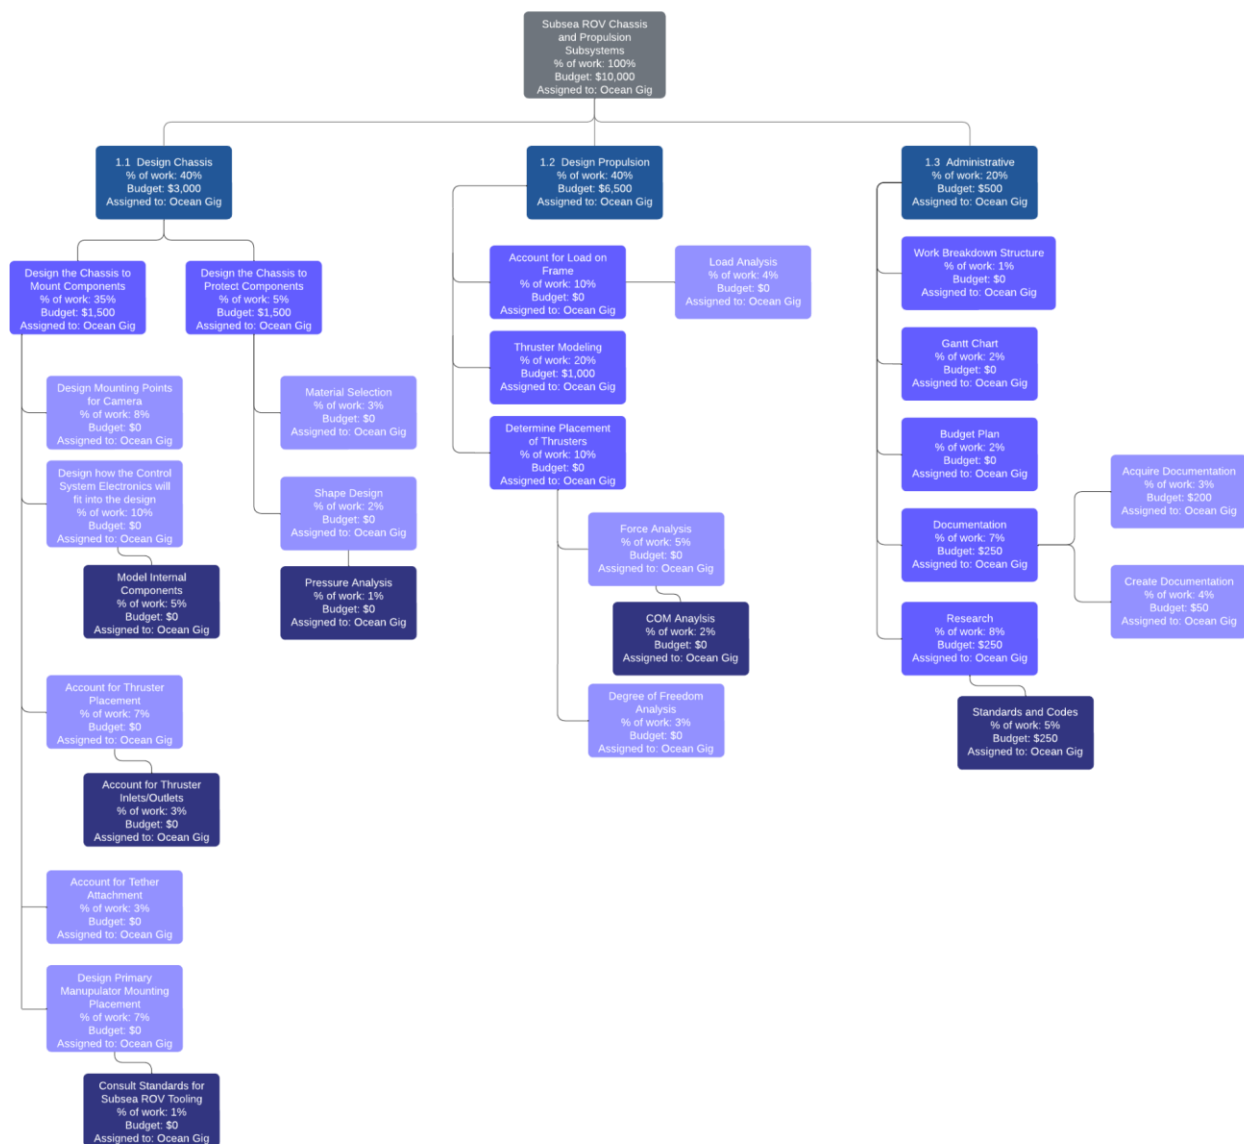 Subsea ROV Chassis
and Propulsion
Subsystems
% of work: 100%
Budget: $10,000
Assigned to: Ocean Gig
1.1 Design Chassis
% of work: 40%
Budget: $3,000
Assigned to: Ocean Gig
Design the Chassis to
Mount Components
% of work: 35%
Budget: $1,500
Assigned to: Ocean Gig
Design Mounting Points
for Camera
% of work: 8%
Budget: $0
Assigned to: Ocean Gig
Design how the Control
System Electronics will
fit into the design
% of work: 10%
Budget: $0
Assigned to: Ocean Gig
Model Internal
Components
% of work: 5%
Budget: $0
Assigned to: Ocean Gig
Account for Thruster
Placement
% of work: 7%
Budget: $0
Assigned to: Ocean Gig
Account for Thruster
Inlets/Outlets
% of work: 3%
Budget: $0
Assigned to: Ocean Gig
Account for Tether
Attachment
% of work: 3%
Budget: $0
Assigned to: Ocean Gig
Design Primary
Manupulator Mounting
Placement
% of work: 7%
Budget: $0
Assigned to: Ocean Gig
Consult Standards for
Subsea ROV Tooling
% of work: 1%
Budget: $0
Assigned to: Ocean Gig
Design the Chassis to
Protect Components
% of work: 5%
Budget: $1,500
Assigned to: Ocean Gig
Material Selection
% of work: 3%
Budget: $0
Assigned to: Ocean Gig
Shape Design
% of work: 2%
Budget: $0
Assigned to: Ocean Gig
Pressure Analysis
% of work: 1%
Budget: $0
Assigned to: Ocean Gig
1.2 Design Propulsion
% of work: 40%
Budget: $6,500
Assigned to: Ocean Gig
Account for Load on
Frame
% of work: 10%
Budget: $0
Assigned to: Ocean Gig
Load Analysis
% of work: 4%
Budget: $0
Assigned to: Ocean Gig
Thruster Modeling
% of work: 20%
Budget: $1,000
Assigned to: Ocean Gig
Determine Placement
of Thrusters
% of work: 10%
Budget: $0
Assigned to: Ocean Gig
Force Analysis
% of work: 5%
Budget: $0
Assigned to: Ocean Gig
COM Anaylsis
% of work: 2%
Budget: $0
Assigned to: Ocean Gig
Degree of Freedom
Analysis
% of work: 3%
Budget: $0
Assigned to: Ocean Gig
1.3 Administrative
% of work: 20%
Budget: $500
Assigned to: Ocean Gig
Work Breakdown Structure
% of work: 1%
Budget: $0
Assigned to: Ocean Gig
Gantt Chart
% of work: 2%
Budget: $0
Assigned to: Ocean Gig
Budget Plan
% of work: 2%
Budget: $0
Assigned to: Ocean Gig
Documentation
% of work: 7%
Budget: $250
Assigned to: Ocean Gig
Acquire Documentation
% of work: 3%
Budget: $200
Assigned to: Ocean Gig
Create Documentation
% of work: 4%
Budget: $50
Assigned to: Ocean Gig
Research
% of work: 8%
Budget: $250
Assigned to: Ocean Gig
Standards and Codes
% of work: 5%
Budget: $250
Assigned to: Ocean Gig